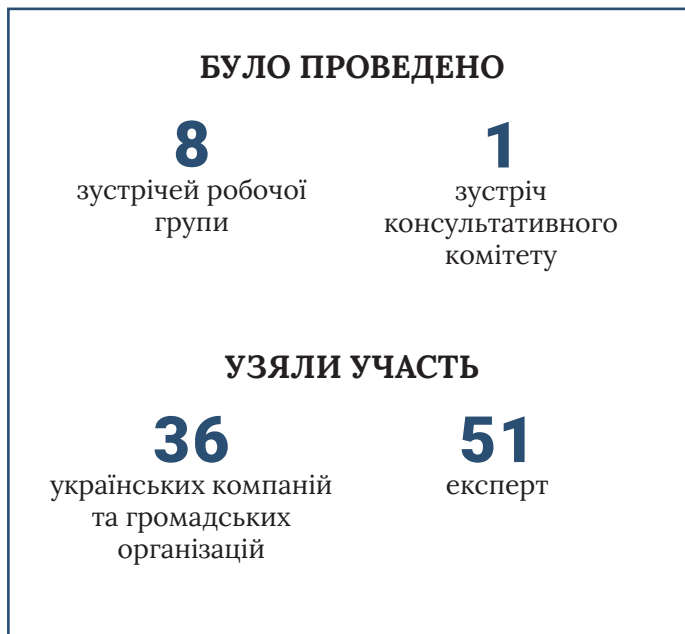 БУЛО ПРОВЕДЕНО
8
зустрічей робочої
групи
1
зустріч
консультативного
комітету
УЗЯЛИ УЧАСТЬ
36
українських компаній
та громадських
організацій
51
експерт